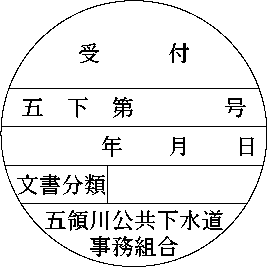 受付
五下第　号
年　月　日
文書分類
五領川公共下水道
事務組合